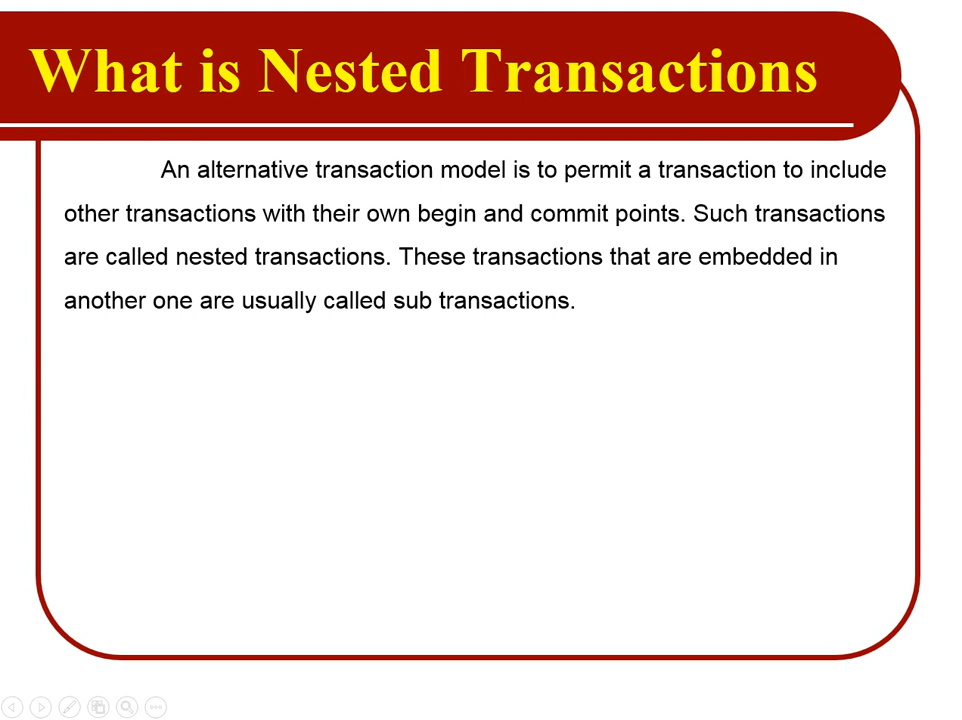 What is Nested Transactions
An alternative transaction model is to permit a transaction to include
other transactions with their own begin and commit points. Such transactions
are called nested transactions. These transactions that are embedded in
another one are usually called sub transactions.